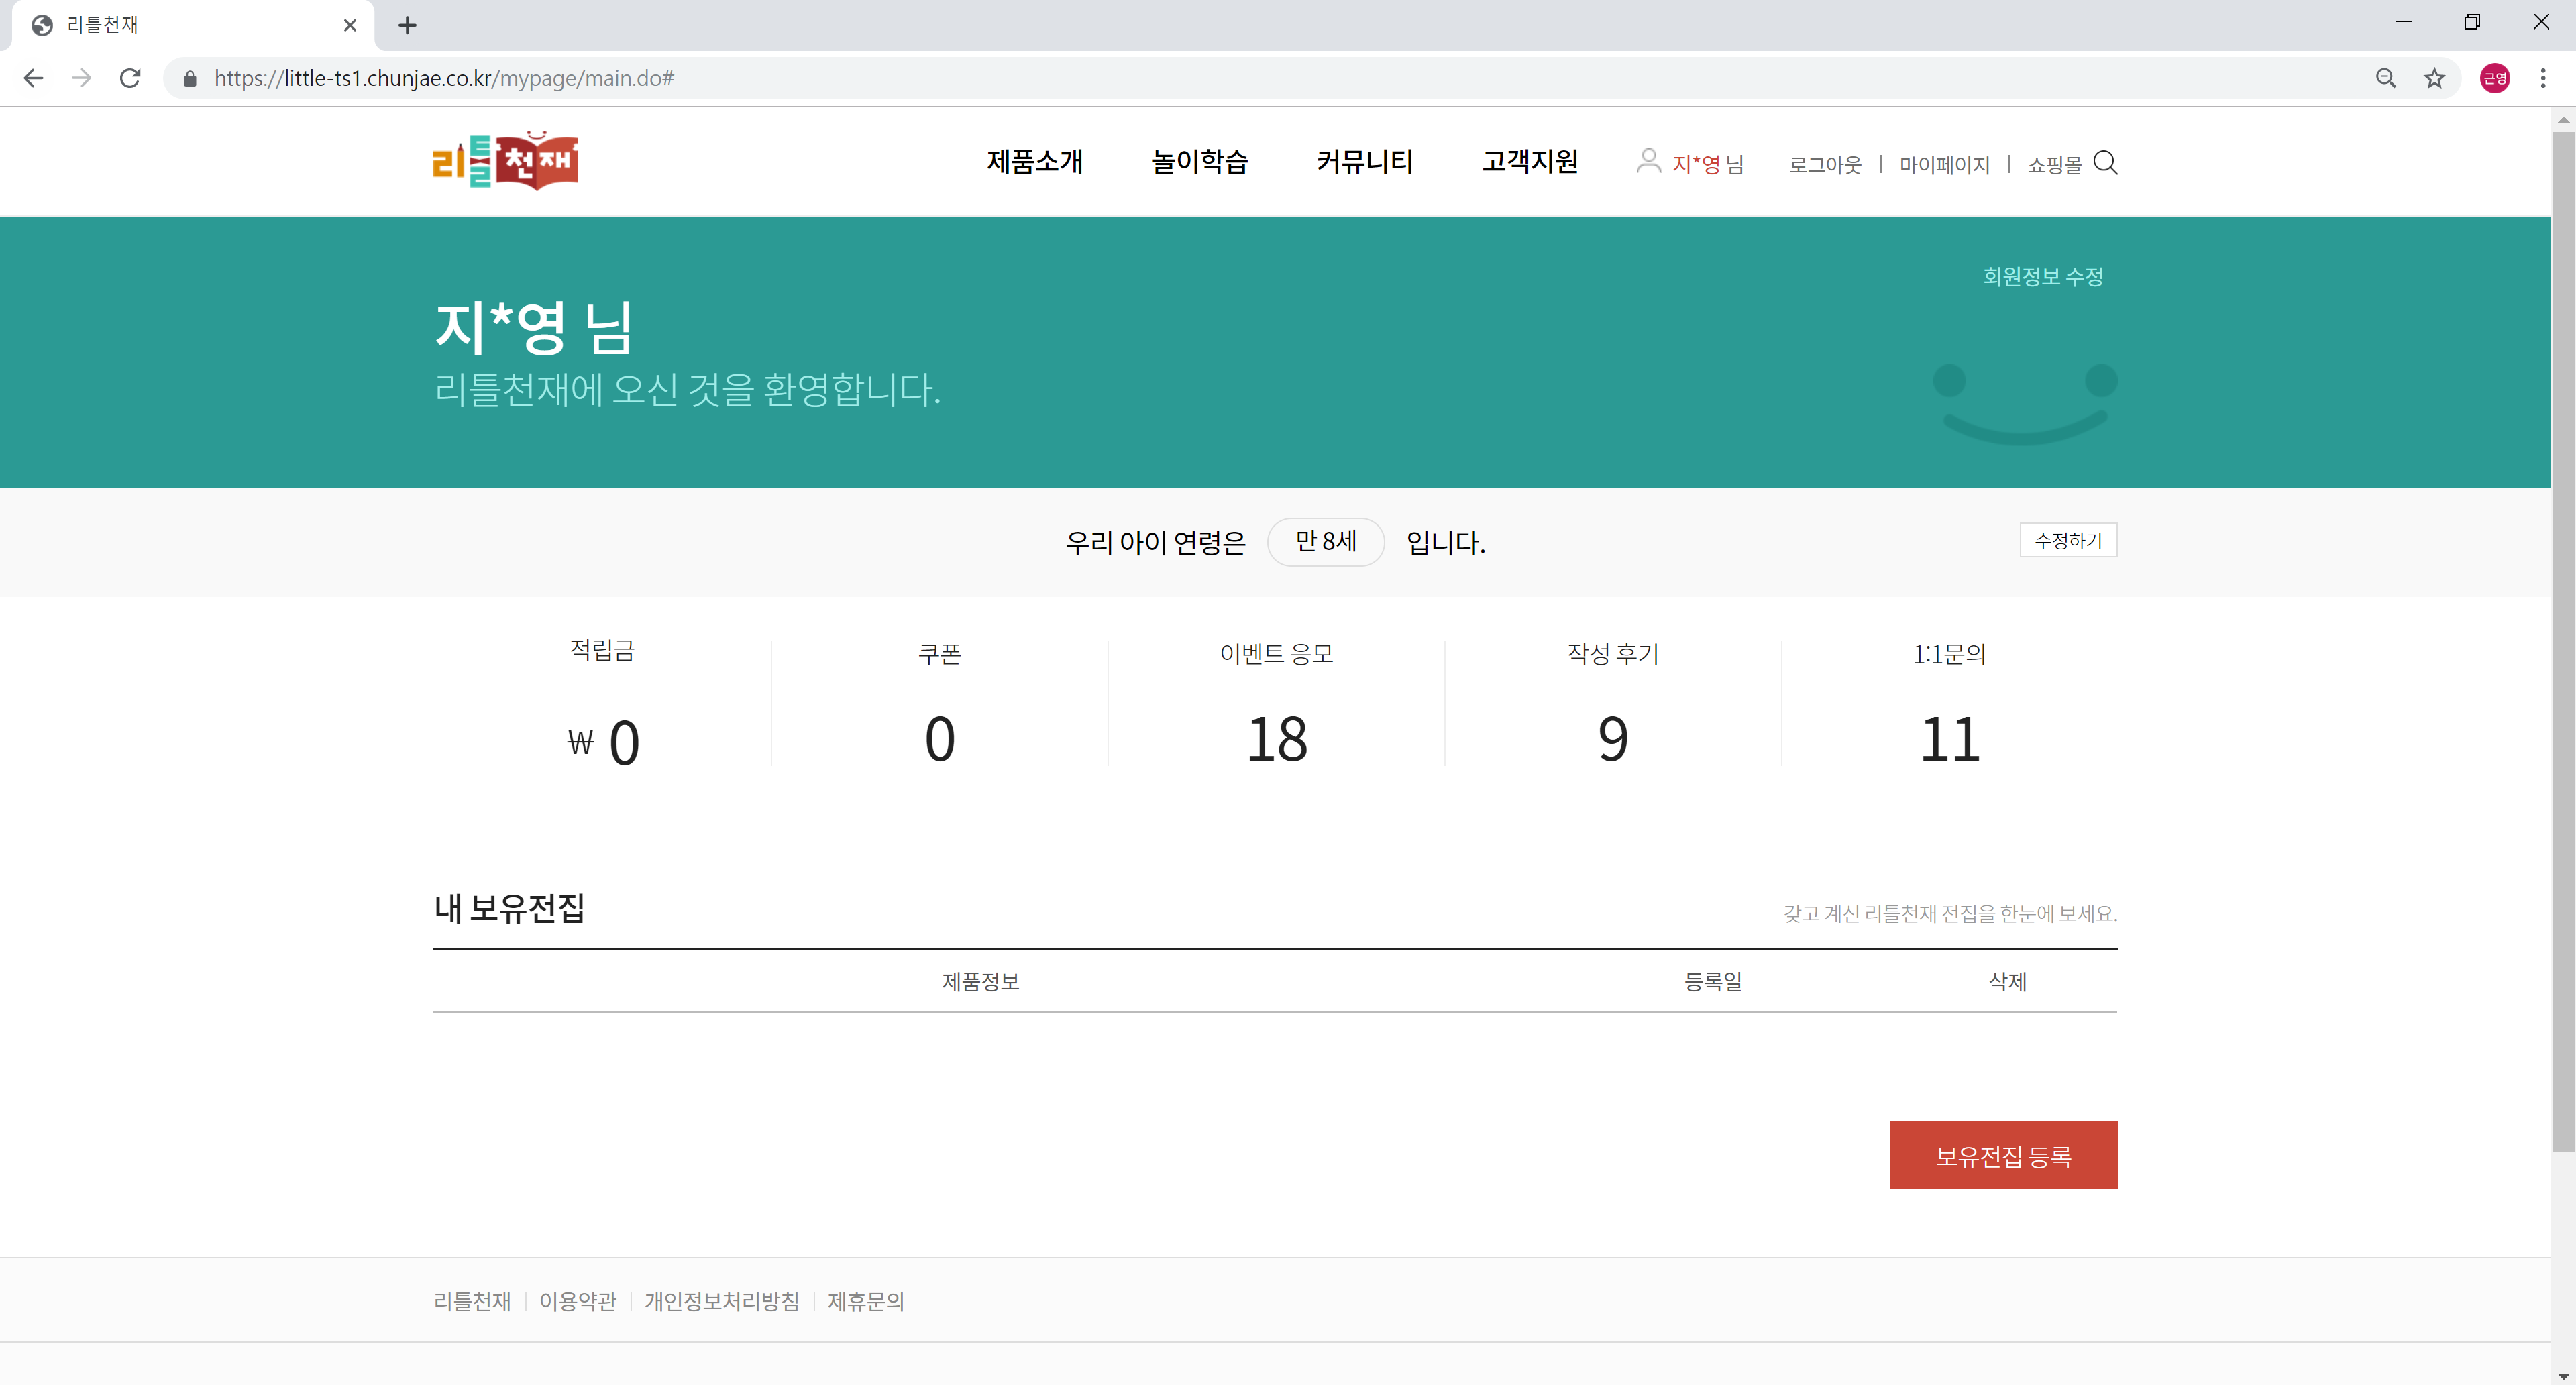 리틀천재
https://little-ts1.chunjae.co.kr/mypage/main.do#
근영
리틀천재
제품소개 놀이학습 커뮤니티 고객지원 지*영 님 로그아웃 | 마이페이지 | 쇼핑몰
회원정보 수정
지*영 님
리틀천재에 오신 것을 환영합니다.
우리 아이 연령은 만 8세 입니다. 수정하기
적립금 쿠폰 이벤트 응모 작성 후기 1:1문의
₩ 0 0 18 9 11
내 보유전집 갖고 계신 리틀천재 전집을 한눈에 보세요.
제품정보 등록일 삭제
보유전집 등록
리틀천재 | 이용약관 | 개인정보처리방침 | 제휴문의